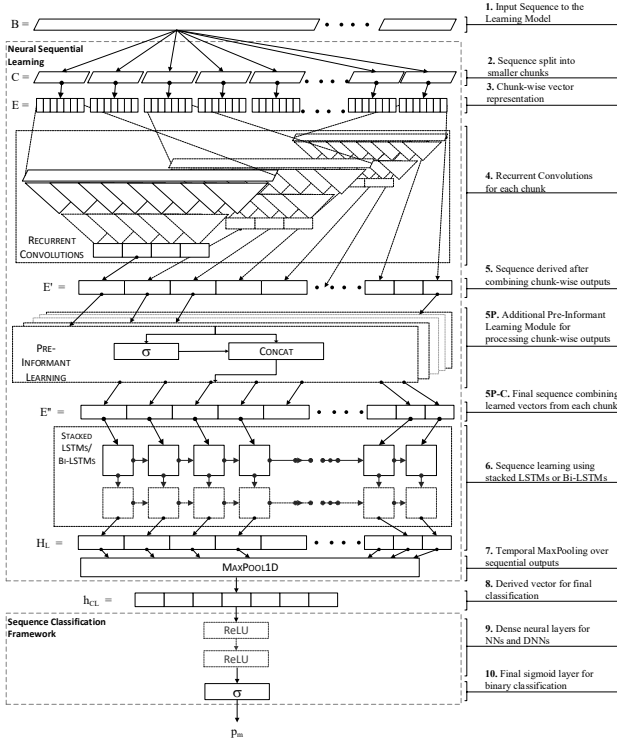 B =
1. Input Sequence to the
Learning Model
Neural Sequential
Learning
C =
2. Sequence split into
smaller chunks
E =
3. Chunk-wise vector
representation
4. Recurrent Convolutions
for each chunk
RECURRENT
CONVOLUTIONS
E' =
5. Sequence derived after
combining chunk-wise outputs
5P. Additional Pre-Informant
Learning Module for
processing chunk-wise outputs
PRE-
INFORMANT
LEARNING
σ
CONCAT
E'' =
5P-C. Final sequence combining
learned vectors from each chunk
STACKED
LSTMS/
BI-LSTMS
6. Sequence learning using
stacked LSTMs or Bi-LSTMs
HL =
7. Temporal MaxPooling over
sequential outputs
MAXPOOL1D
hCL =
8. Derived vector for final
classification
Sequence Classification
Framework
ReLU
ReLU
9. Dense neural layers for
NNs and DNNs
σ
10. Final sigmoid layer for
binary classification
pm